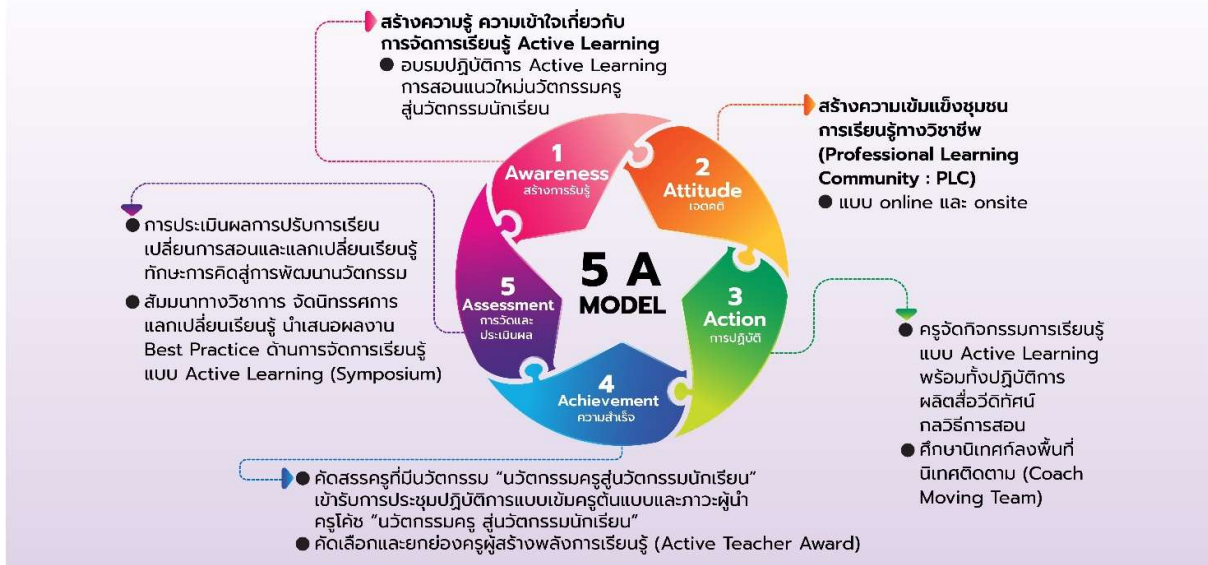 สร้างความรู้ ความเข้าใจเกี่ยวกับ
การจัดการเรียนรู้ Active Learning
● อบรมปฏิบัติการ Active Learning
การสอนแนวใหม่นวัตกรรมครู
สู่นวัตกรรมนักเรียน
1
Awareness
สร้างการรับรู้
2
Attitude
เจตคติ
สร้างความเข้มแข็งชุมชน
การเรียนรู้ทางวิชาชีพ
(Professional Learning
Community : PLC)
● แบบ online และ onsite
5 A
MODEL
3
Action
การปฏิบัติ
● ครูจัดกิจกรรมการเรียนรู้
แบบ Active Learning
พร้อมทั้งปฏิบัติการ
ผลิตสื่อวีดิทัศน์
กลวิธีการสอน
● ศึกษานิเทศก์ลงพื้นที่
นิเทศติดตาม (Coach
Moving Team)
4
Achievement
ความสำเร็จ
● คัดสรรครูที่มีนวัตกรรม “นวัตกรรมครูสู่นวัตกรรมนักเรียน”
เข้ารับการประชุมปฏิบัติการแบบเข้มครูต้นแบบและภาวะผู้นำ
ครูโค้ช “นวัตกรรมครู สู่นวัตกรรมนักเรียน”
● คัดเลือกและยกย่องครูผู้สร้างพลังการเรียนรู้ (Active Teacher Award)
5
Assessment
การวัดและ
ประเมินผล
● การประเมินผลการปรับการเรียน
เปลี่ยนการสอนและแลกเปลี่ยนเรียนรู้
ทักษะการคิดสู่การพัฒนานวัตกรรม
● สัมมนาทางวิชาการ จัดนิทรรศการ
แลกเปลี่ยนเรียนรู้ นำเสนอผลงาน
Best Practice ด้านการจัดการเรียนรู้
แบบ Active Learning (Symposium)